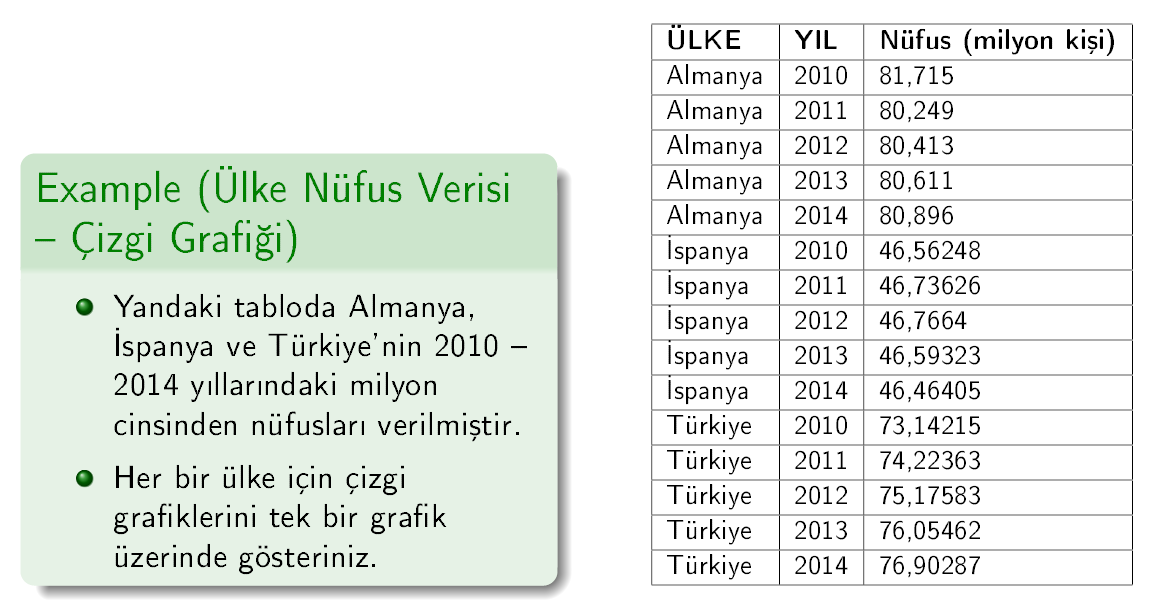 Example (Ülke Nüfus Verisi
– Çizgi Grafiği)
Yandaki tabloda Almanya,
İspanya ve Türkiye'nin 2010 –
2014 yıllarındaki milyon
cinsinden nüfusları verilmiştir.
Her bir ülke için çizgi
grafiklerini tek bir grafik
üzerinde gösteriniz.
ÜLKE YIL Nüfus (milyon kişi)
Almanya 2010 81,715
Almanya 2011 80,249
Almanya 2012 80,413
Almanya 2013 80,611
Almanya 2014 80,896
İspanya 2010 46,56248
İspanya 2011 46,73626
İspanya 2012 46,7664
İspanya 2013 46,59323
İspanya 2014 46,46405
Türkiye 2010 73,14215
Türkiye 2011 74,22363
Türkiye 2012 75,17583
Türkiye 2013 76,05462
Türkiye 2014 76,90287